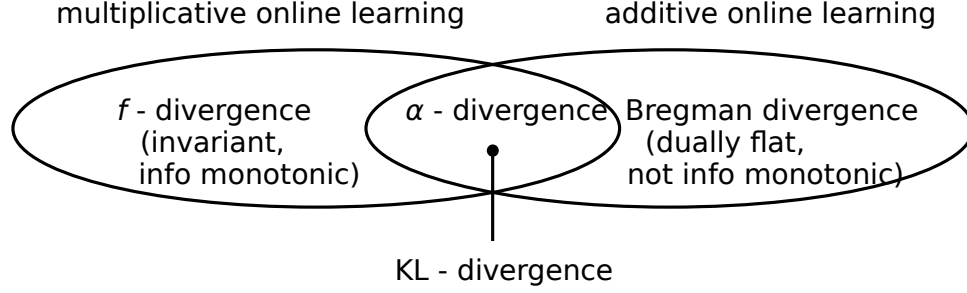 multiplicative online learning
additive online learning
f - divergence
(invariant,
info monotonic)
α - divergence
Bregman divergence
(dually flat,
not info monotonic)
KL - divergence